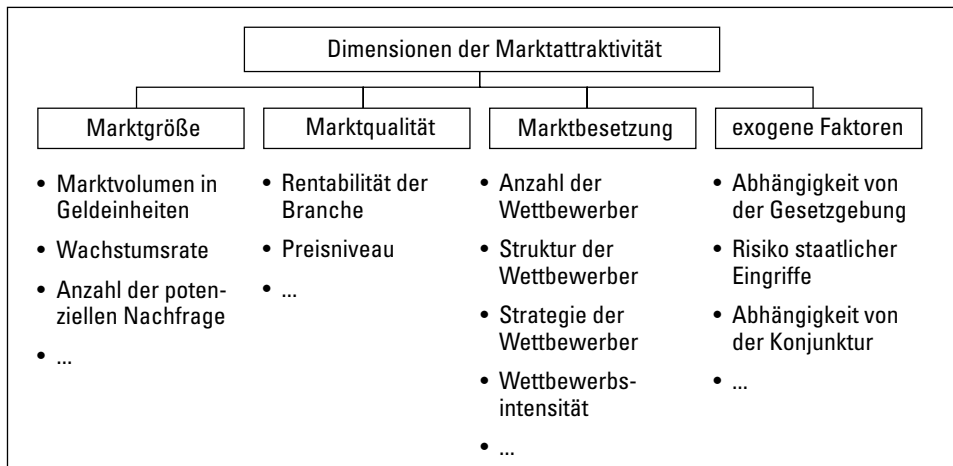 Dimensionen der Marktattraktivität
Marktgröße
• Marktvolumen in
Geldeinheiten
• Wachstumsrate
• Anzahl der poten-
ziellen Nachfrage
• ...
Marktqualität
• Rentabilität der
Branche
• Preisniveau
• ...
Marktbesetzung
• Anzahl der
Wettbewerber
• Struktur der
Wettbewerber
• Strategie der
Wettbewerber
• Wettbewerbs-
intensität
• ...
exogene Faktoren
• Abhängigkeit von
der Gesetzgebung
• Risiko staatlicher
Eingriffe
• Abhängigkeit von
der Konjunktur
• ...